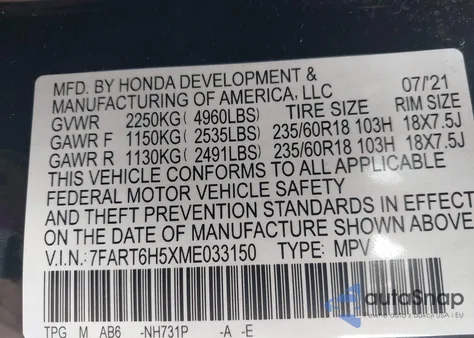 MFD. BY HONDA DEVELOPMENT & 07/'21
MANUFACTURING OF AMERICA, LLC
TIRE SIZE RIM SIZE
GVWR 2250KG( 4960LBS)
GAWR F 1150KG( 2535LBS) 235/60R18 103H 18X7.5J
GAWR R 1130KG( 2491LBS) 235/60R18 103H 18X7.5J
THIS VEHICLE CONFORMS TO ALL APPLICABLE
FEDERAL MOTOR VEHICLE SAFETY
AND THEFT PREVENTION STANDARDS IN EFFECT
ON THE DATE OF MANUFACTURE SHOWN ABOVE
V.I.N.: 7FART6H5XME033150 TYPE: MPV
autoSnap
TPG M AB6 -NH731P -A -E